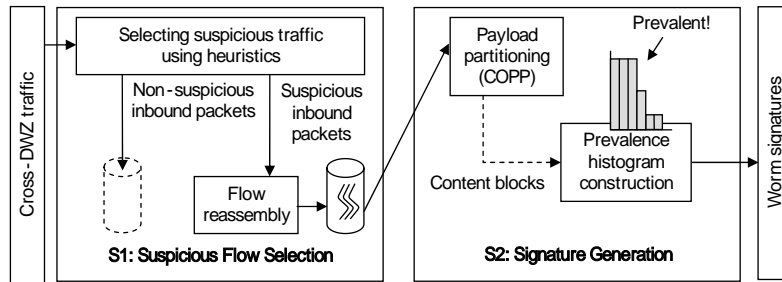 Cross-DWZ traffic
Selecting suspicious traffic
using heuristics
Non-suspicious
inbound packets
Suspicious
inbound
packets
Flow
reassembly
S1: Suspicious Flow Selection
Payload
partitioning
(COPP)
Prevalent!
Content blocks
Prevalence
histogram
construction
S2: Signature Generation
Worm signatures